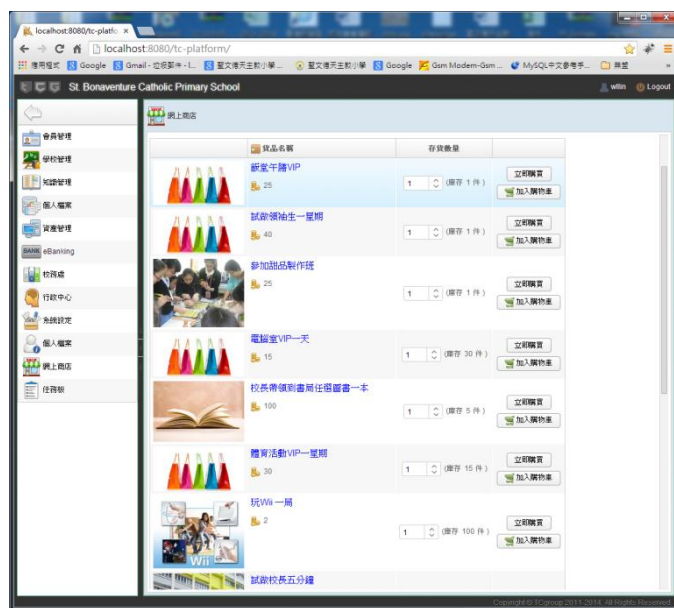 localhost:8080/tc-platfo
localhost:8080/tc-platform/
應用程式 Google Gmail - 垃圾郵件 - l... 聖文德天主教小學 ... 聖文德天主教小學 Google Gsm Modem-Gsm ... MySQL中文參考手...
TCG St. Bonaventure Catholic Primary School wllin Logout
網上商店
會員管理
學校管理
知識管理
個人檔案
資產管理
BANK eBanking
校務處
行政中心
系統設定
個人檔案
網上商店
任務板
貨品名稱 存貨數量
飯堂午膳VIP
25
1 (庫存 1 件)
立即購買
加入購物車
試做領袖生一星期
40
1 (庫存 1 件)
立即購買
加入購物車
參加甜品製作班
25
1 (庫存 1 件)
立即購買
加入購物車
電腦室VIP一天
15
1 (庫存 30 件)
立即購買
加入購物車
校長帶領到書局任選圖書一本
100
1 (庫存 5 件)
立即購買
加入購物車
體育活動VIP一星期
30
1 (庫存 15 件)
立即購買
加入購物車
玩Wii 一局
2
Wii
1 (庫存 100 件)
立即購買
加入購物車
試做校長五分鐘
Copyright © TCgroup 2011-2014. All Rights Reserved.